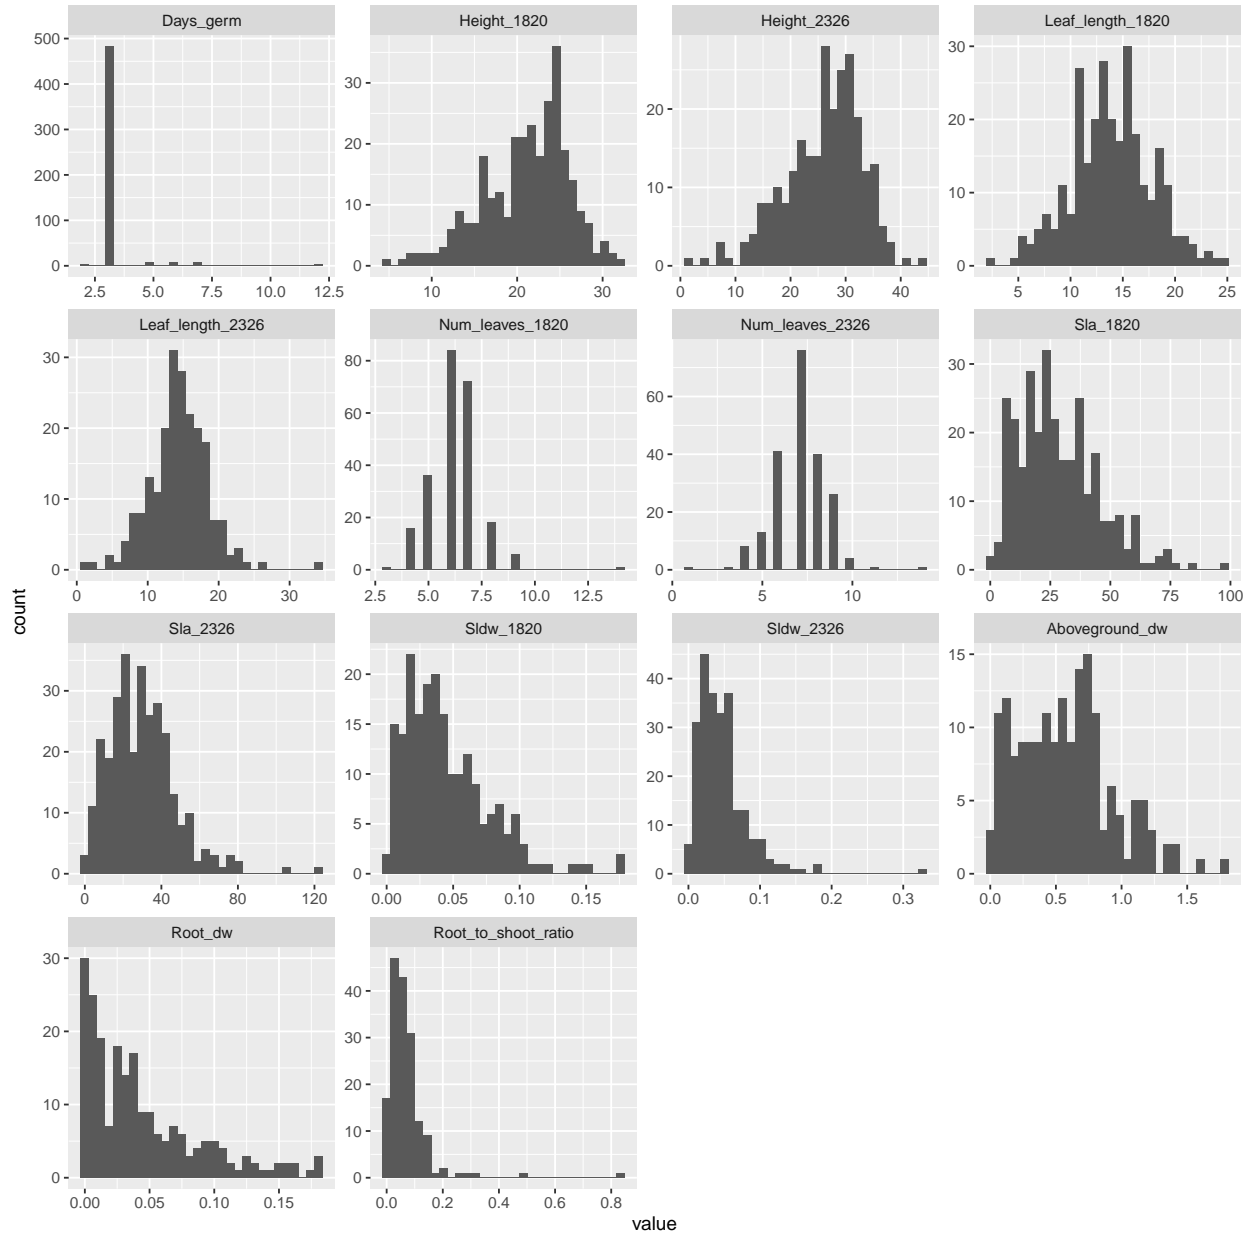 Days_germ
Height_1820
Height_2326
Leaf_length_1820
500
400
300
200
100
0
2.5 5.0 7.5 10.0 12.5
30
20
10
0
10 20 30
20
10
0
0 10 20 30 40
30
20
10
0
5 10 15 20 25
Leaf_length_2326
Num_leaves_1820
Num_leaves_2326
Sla_1820
30
20
10
0
0 10 20 30
80
60
40
20
0
2.5 5.0 7.5 10.0 12.5
60
40
20
0
0 5 10
30
20
10
0
0 25 50 75 100
count
Sla_2326
Sldw_1820
Sldw_2326
Aboveground_dw
30
20
10
0
0 40 80 120
20
15
10
5
0
0.00 0.05 0.10 0.15
40
30
20
10
0
0.0 0.1 0.2 0.3
15
10
5
0
0.0 0.5 1.0 1.5
Root_dw
Root_to_shoot_ratio
30
20
10
0
0.00 0.05 0.10 0.15
40
30
20
10
0
0.0 0.2 0.4 0.6 0.8
value